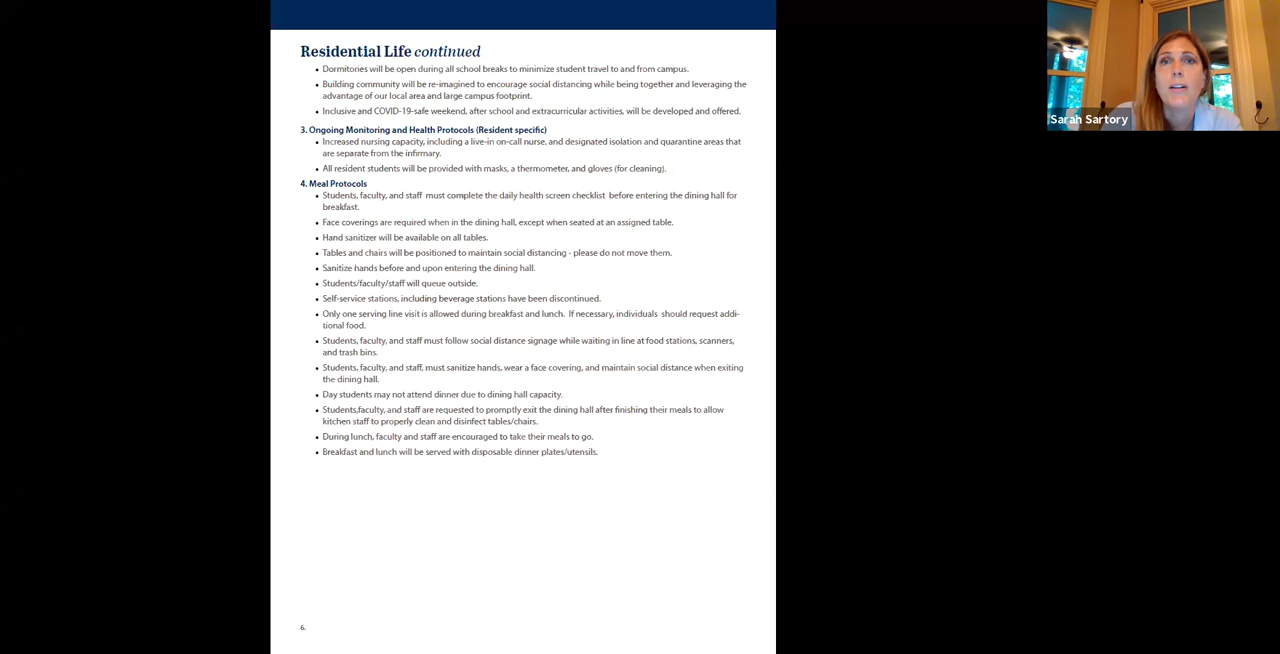 Residential Life continued
• Dormitories will be open during all school breaks to minimize student travel to and from campus.
• Building community will be re-imagined to encourage social distancing while being together and leveraging the
advantage of our local area and large campus footprint.
• Inclusive and COVID-19-safe weekend, after school and extracurricular activities, will be developed and offered.
3. Ongoing Monitoring and Health Protocols (Resident specific)
• Increased nursing capacity, including a live-in on-call nurse, and designated isolation and quarantine areas that
are separate from the infirmary.
• All resident students will be provided with masks, a thermometer, and gloves (for cleaning).
4. Meal Protocols
• Students, faculty, and staff must complete the daily health screen checklist before entering the dining hall for
breakfast.
• Face coverings are required when in the dining hall, except when seated at an assigned table.
• Hand sanitizer will be available on all tables.
• Tables and chairs will be positioned to maintain social distancing - please do not move them.
• Sanitize hands before and upon entering the dining hall.
• Students/faculty/staff will queue outside.
• Self-service stations, including beverage stations have been discontinued.
• Only one serving line visit is allowed during breakfast and lunch. If necessary, individuals should request addi-
tional food.
• Students, faculty, and staff must follow social distance signage while waiting in line at food stations, scanners,
and trash bins.
• Students, faculty, and staff, must sanitize hands, wear a face covering, and maintain social distance when exiting
the dining hall.
• Day students may not attend dinner due to dining hall capacity.
• Students,faculty, and staff are requested to promptly exit the dining hall after finishing their meals to allow
kitchen staff to properly clean and disinfect tables/chairs.
• During lunch, faculty and staff are encouraged to take their meals to go.
• Breakfast and lunch will be served with disposable dinner plates/utensils.
6.
Sarah Sartory